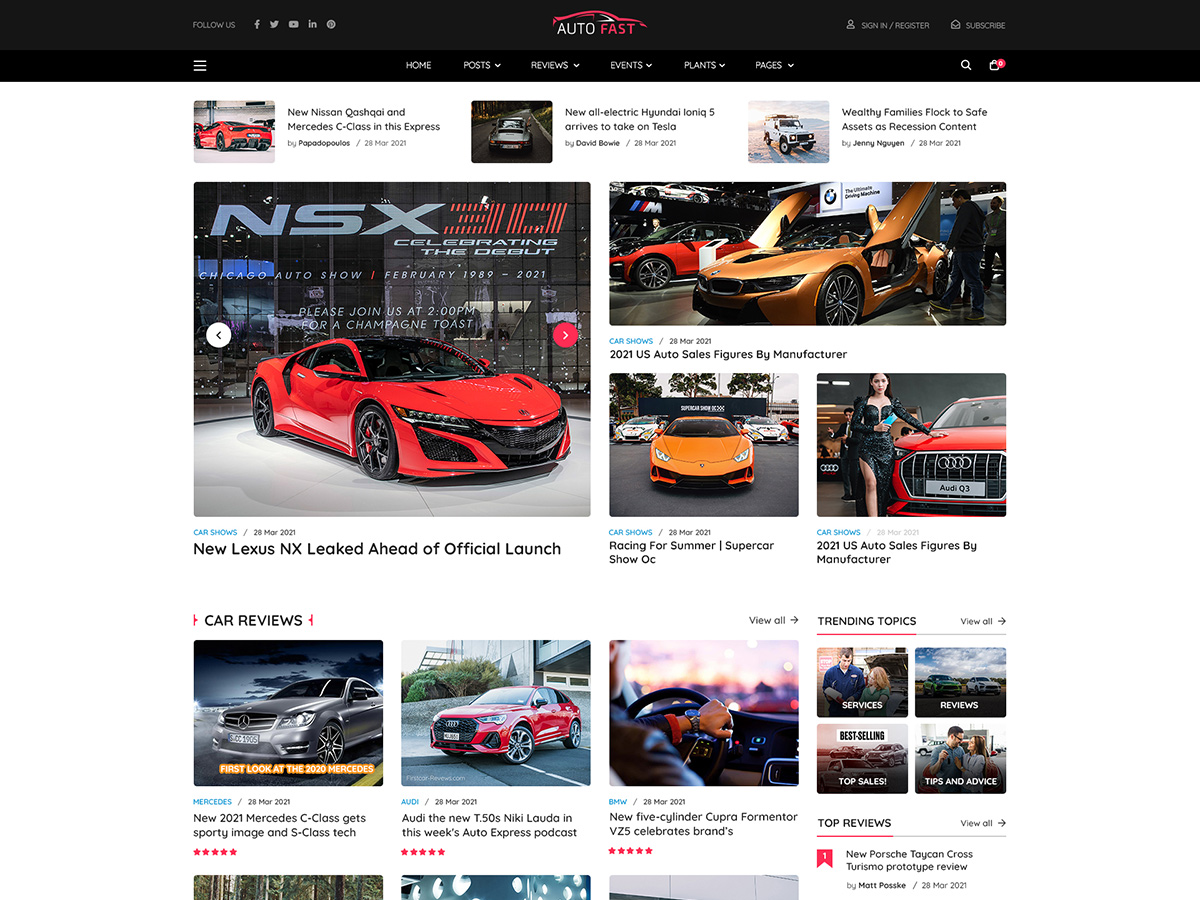 FOLLOW US
AUTO FAST
SIGN IN / REGISTER
SUBSCRIBE
HOME
POSTS
REVIEWS
EVENTS
PLANTS
PAGES
0
New Nissan Qashqai and
Mercedes C-Class in this Express
by Papadopoulos / 28 Mar 2021
New all-electric Hyundai Ioniq 5
arrives to take on Tesla
by David Bowie / 28 Mar 2021
Wealthy Families Flock to Safe
Assets as Recession Content
by Jenny Nguyen / 28 Mar 2021
NSX30
CELEBRATING
THE DEBUT
CHICAGO AUTO SHOW | FEBRUARY 1989 – 2021
PLEASE JOIN US AT 2:00PM
FOR A CHAMPAGNE TOAST
CAR SHOWS / 28 Mar 2021
New Lexus NX Leaked Ahead of Official Launch
M
The Ultimate
Driving Machine
CAR SHOWS / 28 Mar 2021
2021 US Auto Sales Figures By Manufacturer
SUPERCAR SHOW OC
CAR SHOWS / 28 Mar 2021
Racing For Summer | Supercar
Show Oc
Audi Q3
CAR SHOWS / 28 Mar 2021
2021 US Auto Sales Figures By
Manufacturer
CAR REVIEWS
View all
FIRST LOOK AT THE 2020 MERCEDES
MERCEDES / 28 Mar 2021
New 2021 Mercedes C-Class gets
sporty image and S-Class tech
Firstcar-Reviews.com
AUDI / 28 Mar 2021
Audi the new T.50s Niki Lauda in
this week's Auto Express podcast
BMW / 28 Mar 2021
New five-cylinder Cupra Formentor
VZ5 celebrates brand's
TRENDING TOPICS
View all
SERVICES
REVIEWS
BEST-SELLING
TOP SALES!
TIPS AND ADVICE
TOP REVIEWS
View all
1
New Porsche Taycan Cross
Turismo prototype review
by Matt Posske / 28 Mar 2021